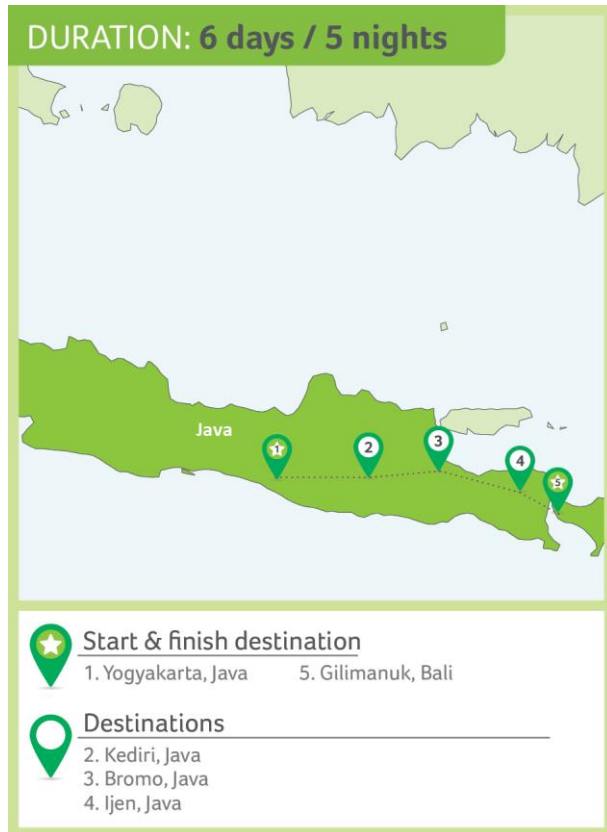 DURATION: 6 days / 5 nights
Java
1
2
3
4
5
Start & finish destination
1. Yogyakarta, Java
5. Gilimanuk, Bali
Destinations
2. Kediri, Java
3. Bromo, Java
4. Ijen, Java